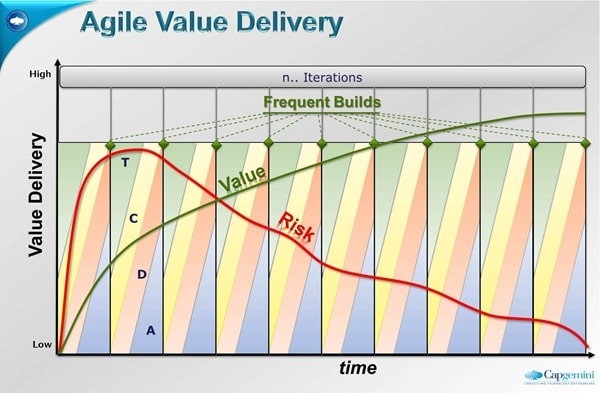 Agile Value Delivery
High
n.. Iterations
Frequent Builds
T
Value
C
Risk
D
A
Value Delivery
Low
time
Capgemini
CONSULTING.TECHNOLOGY.OUTSOURCING